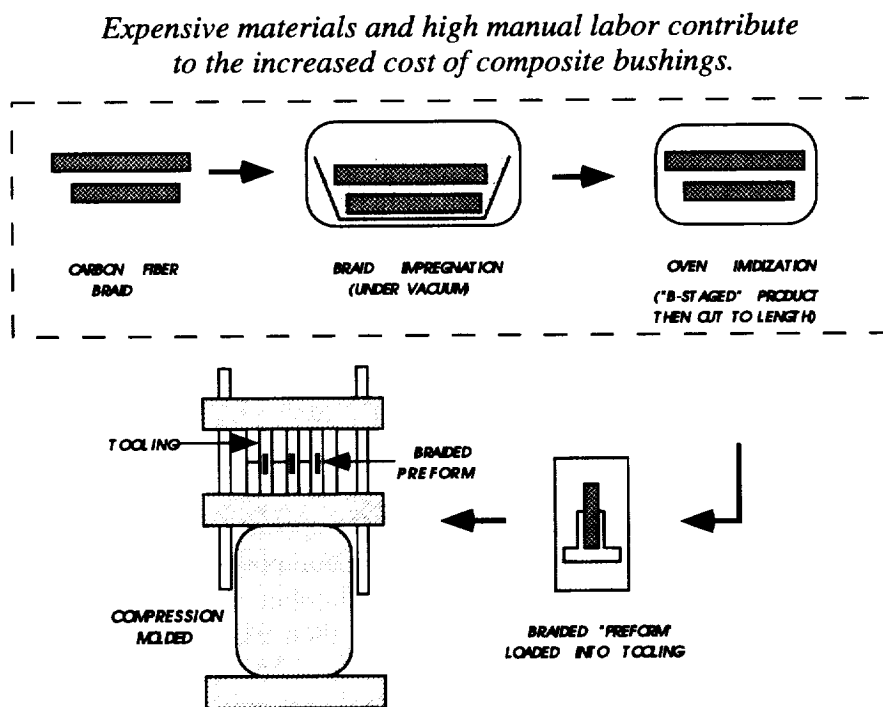 Expensive materials and high manual labor contribute
to the increased cost of composite bushings.
CARBON FIBER
BRAID
BRAID IMPREGNATION
(UNDER VACUUM)
OVEN IMIDIZATION
("B-STAGED" PRODUCT
THEN CUT TO LENGTH)
TOOLING
BRAIDED
PREFORM
COMPRESSION
MOLDED
BRAIDED "PREFORM"
LOADED INTO TOOLING